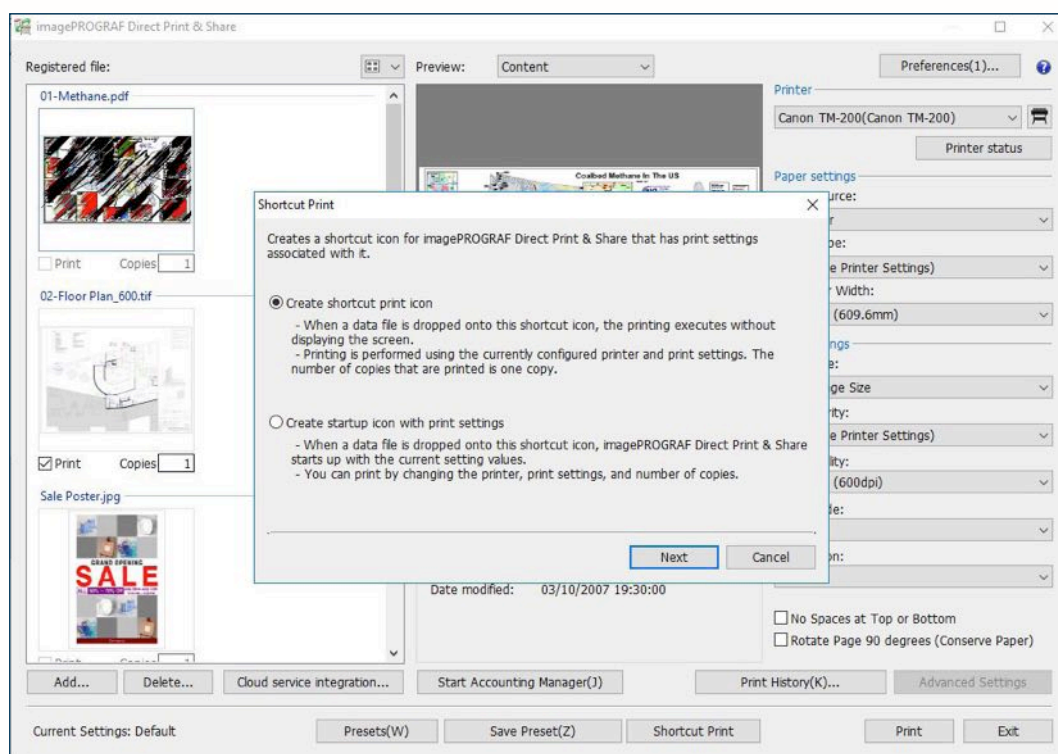 imagePROGRAF Direct Print & Share
Registered file:
Preview:
Content
Preferences(1)...
01-Methane.pdf
Print
Copies
1
02-Floor Plan_600.tif
Print
Copies
1
Sale Poster.jpg
GRAND OPENING
SALE
Coalbed Methane In The US
Printer
Canon TM-200(Canon TM-200)
Printer status
Paper settings
urce:
r
pe:
e Printer Settings)
Width:
(609.6mm)
ngs
e:
ge Size
rity:
e Printer Settings)
lity:
(600dpi)
de:
on:
No Spaces at Top or Bottom
Rotate Page 90 degrees (Conserve Paper)
Shortcut Print
Creates a shortcut icon for imagePROGRAF Direct Print & Share that has print settings
associated with it.
Create shortcut print icon
- When a data file is dropped onto this shortcut icon, the printing executes without
displaying the screen.
- Printing is performed using the currently configured printer and print settings. The
number of copies that are printed is one copy.
Create startup icon with print settings
- When a data file is dropped onto this shortcut icon, imagePROGRAF Direct Print & Share
starts up with the current setting values.
- You can print by changing the printer, print settings, and number of copies.
Next
Cancel
Date modified: 03/10/2007 19:30:00
Add...
Delete...
Cloud service integration...
Start Accounting Manager(J)
Print History(K)...
Advanced Settings
Current Settings: Default
Presets(W)
Save Preset(Z)
Shortcut Print
Print
Exit